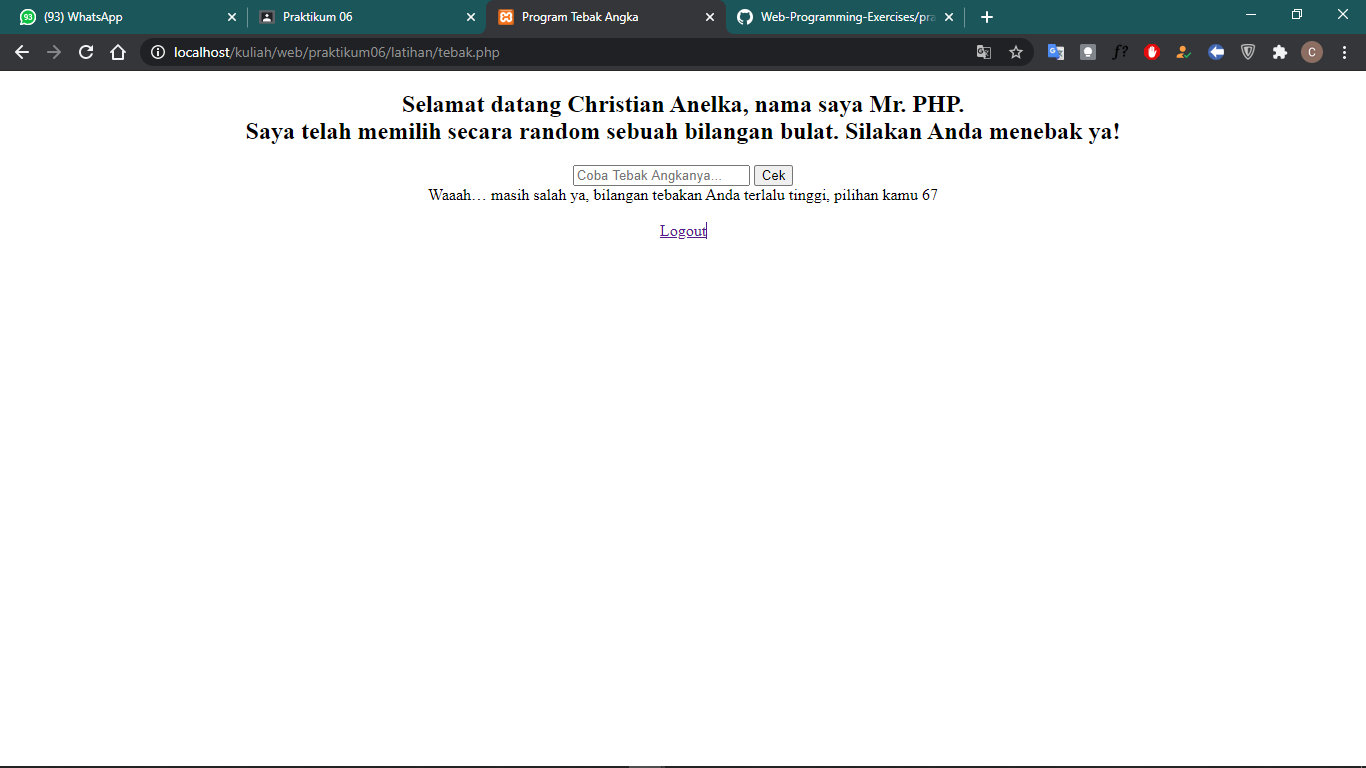 93 (93) WhatsApp
Praktikum 06
Program Tebak Angka
Web-Programming-Exercises/pra
localhost/kuliah/web/praktikum06/latihan/tebak.php
f?
C
Selamat datang Christian Anelka, nama saya Mr. PHP.
Saya telah memilih secara random sebuah bilangan bulat. Silakan Anda menebak ya!
Coba Tebak Angkanya... Cek
Waaah… masih salah ya, bilangan tebakan Anda terlalu tinggi, pilihan kamu 67
Logout